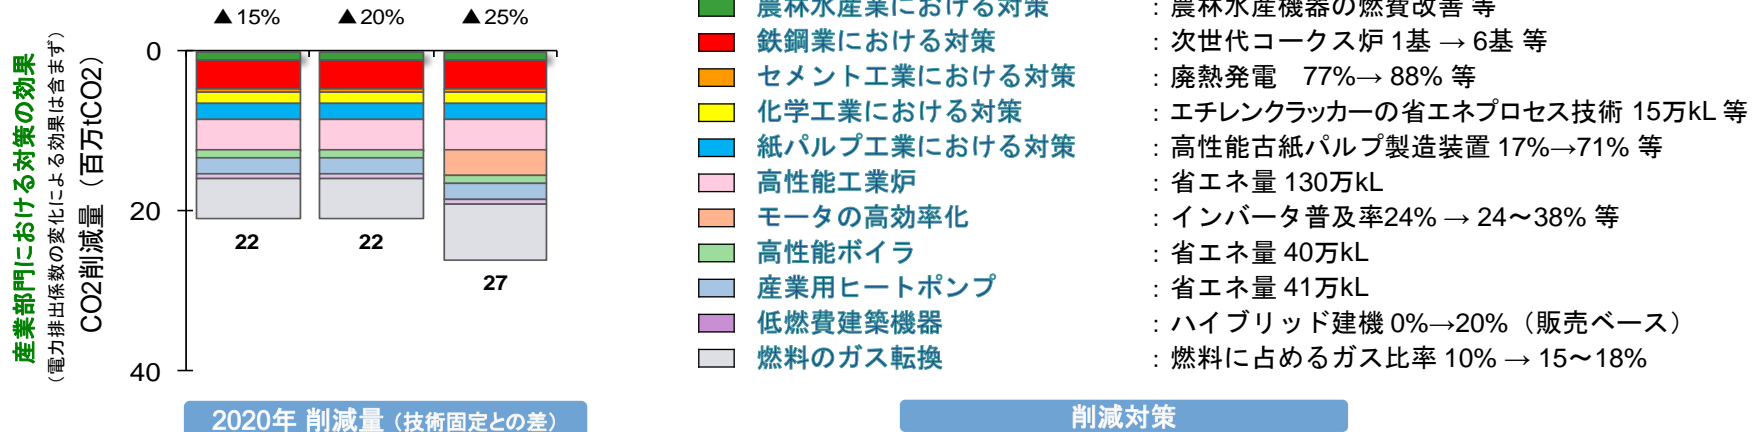 ▲15%
▲20%
▲25%
産業部門における対策の効果
（電力排出係数の変化による効果は含まず）
CO2削減量（百万tCO2）
0
20
40
22
22
27
2020年 削減量（技術固定との差）
農林水産業における対策 ：農林水産機器の燃費改善 等
鉄鋼業における対策 ：次世代コークス炉 1基 → 6基 等
セメント工業における対策 ：廃熱発電　77%→ 88% 等
化学工業における対策 ：エチレンクラッカーの省エネプロセス技術 15万kL 等
紙パルプ工業における対策 ：高性能古紙パルプ製造装置 17%→71% 等
高性能工業炉 ：省エネ量 130万kL
モータの高効率化 ：インバータ普及率24% → 24～38% 等
高性能ボイラ ：省エネ量 40万kL
産業用ヒートポンプ ：省エネ量 41万kL
低燃費建築機器 ：ハイブリッド建機 0%→20%（販売ベース）
燃料のガス転換 ：燃料に占めるガス比率 10% → 15～18%
削減対策